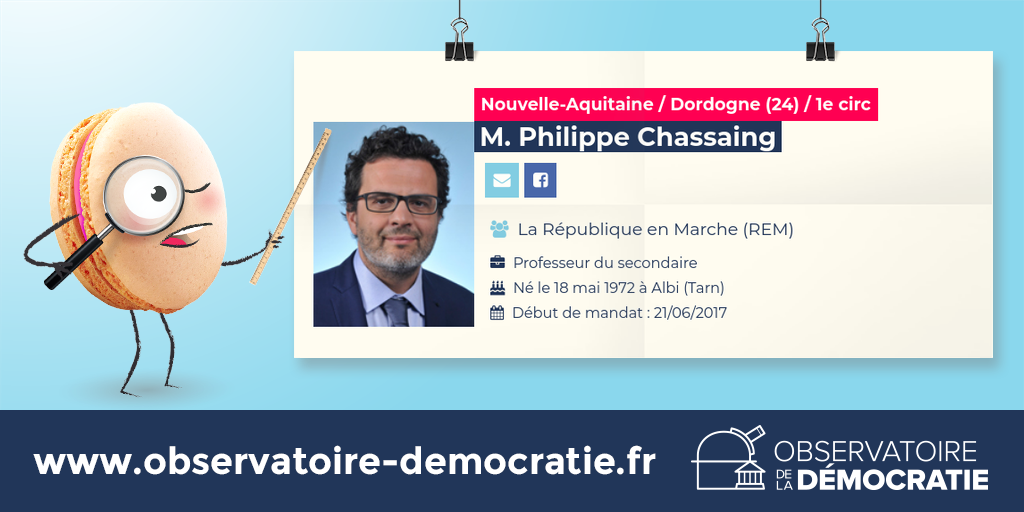 Nouvelle-Aquitaine / Dordogne (24) / 1e circ
M. Philippe Chassaing
La République en Marche (REM)
Professeur du secondaire
Né le 18 mai 1972 à Albi (Tarn)
Début de mandat : 21/06/2017
www.observatoire-democratie.fr
OBSERVATOIRE
DE LA DÉMOCRATIE